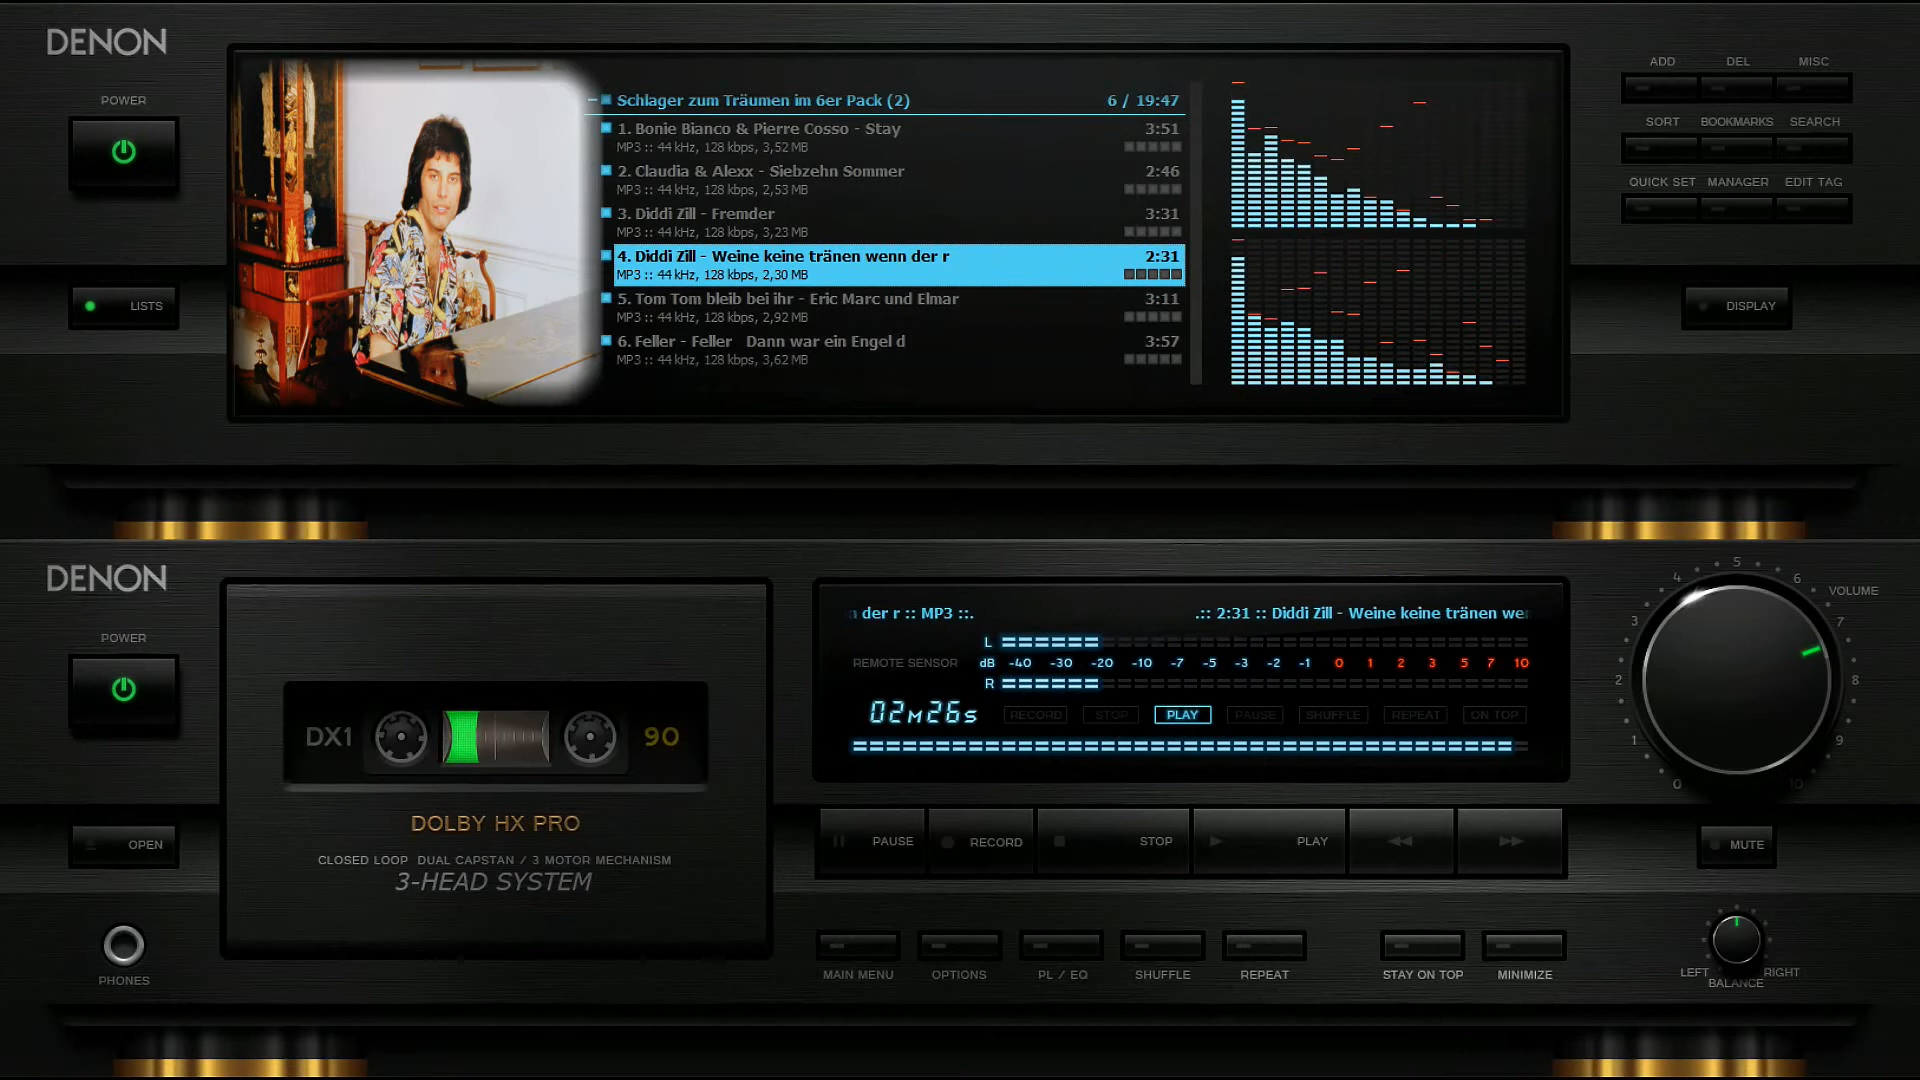 DENON
POWER
LISTS
Schlager zum Träumen im 6er Pack (2) 6 / 19:47
1. Bonie Bianco & Pierre Cosso - Stay 3:51
MP3 :: 44 kHz, 128 kbps, 3,52 MB
2. Claudia & Alexx - Siebzehn Sommer 2:46
MP3 :: 44 kHz, 128 kbps, 2,53 MB
3. Diddi Zill - Fremder 3:31
MP3 :: 44 kHz, 128 kbps, 3,23 MB
4. Diddi Zill - Weine keine tränen wenn der r 2:31
MP3 :: 44 kHz, 128 kbps, 2,30 MB
5. Tom Tom bleib bei ihr - Eric Marc und Elmar 3:11
MP3 :: 44 kHz, 128 kbps, 2,92 MB
6. Feller - Feller Dann war ein Engel d 3:57
MP3 :: 44 kHz, 128 kbps, 3,62 MB
ADD DEL MISC
SORT BOOKMARKS SEARCH
QUICK SET MANAGER EDIT TAG
DISPLAY
DENON
POWER
OPEN
PHONES
DX1 90
DOLBY HX PRO
CLOSED LOOP DUAL CAPSTAN / 3 MOTOR MECHANISM
3-HEAD SYSTEM
n der r :: MP3 ::. .:: 2:31 :: Diddi Zill - Weine keine tränen wen
L
REMOTE SENSOR dB -40 -30 -20 -10 -7 -5 -3 -2 -1 0 1 2 3 5 7 10
R
02M26s RECORD STOP PLAY PAUSE SHUFFLE REPEAT ON TOP
PAUSE RECORD STOP PLAY
MAIN MENU OPTIONS PL / EQ SHUFFLE REPEAT STAY ON TOP MINIMIZE
VOLUME
0 1 2 3 4 5 6 7 8 9 10
MUTE
LEFT RIGHT
BALANCE